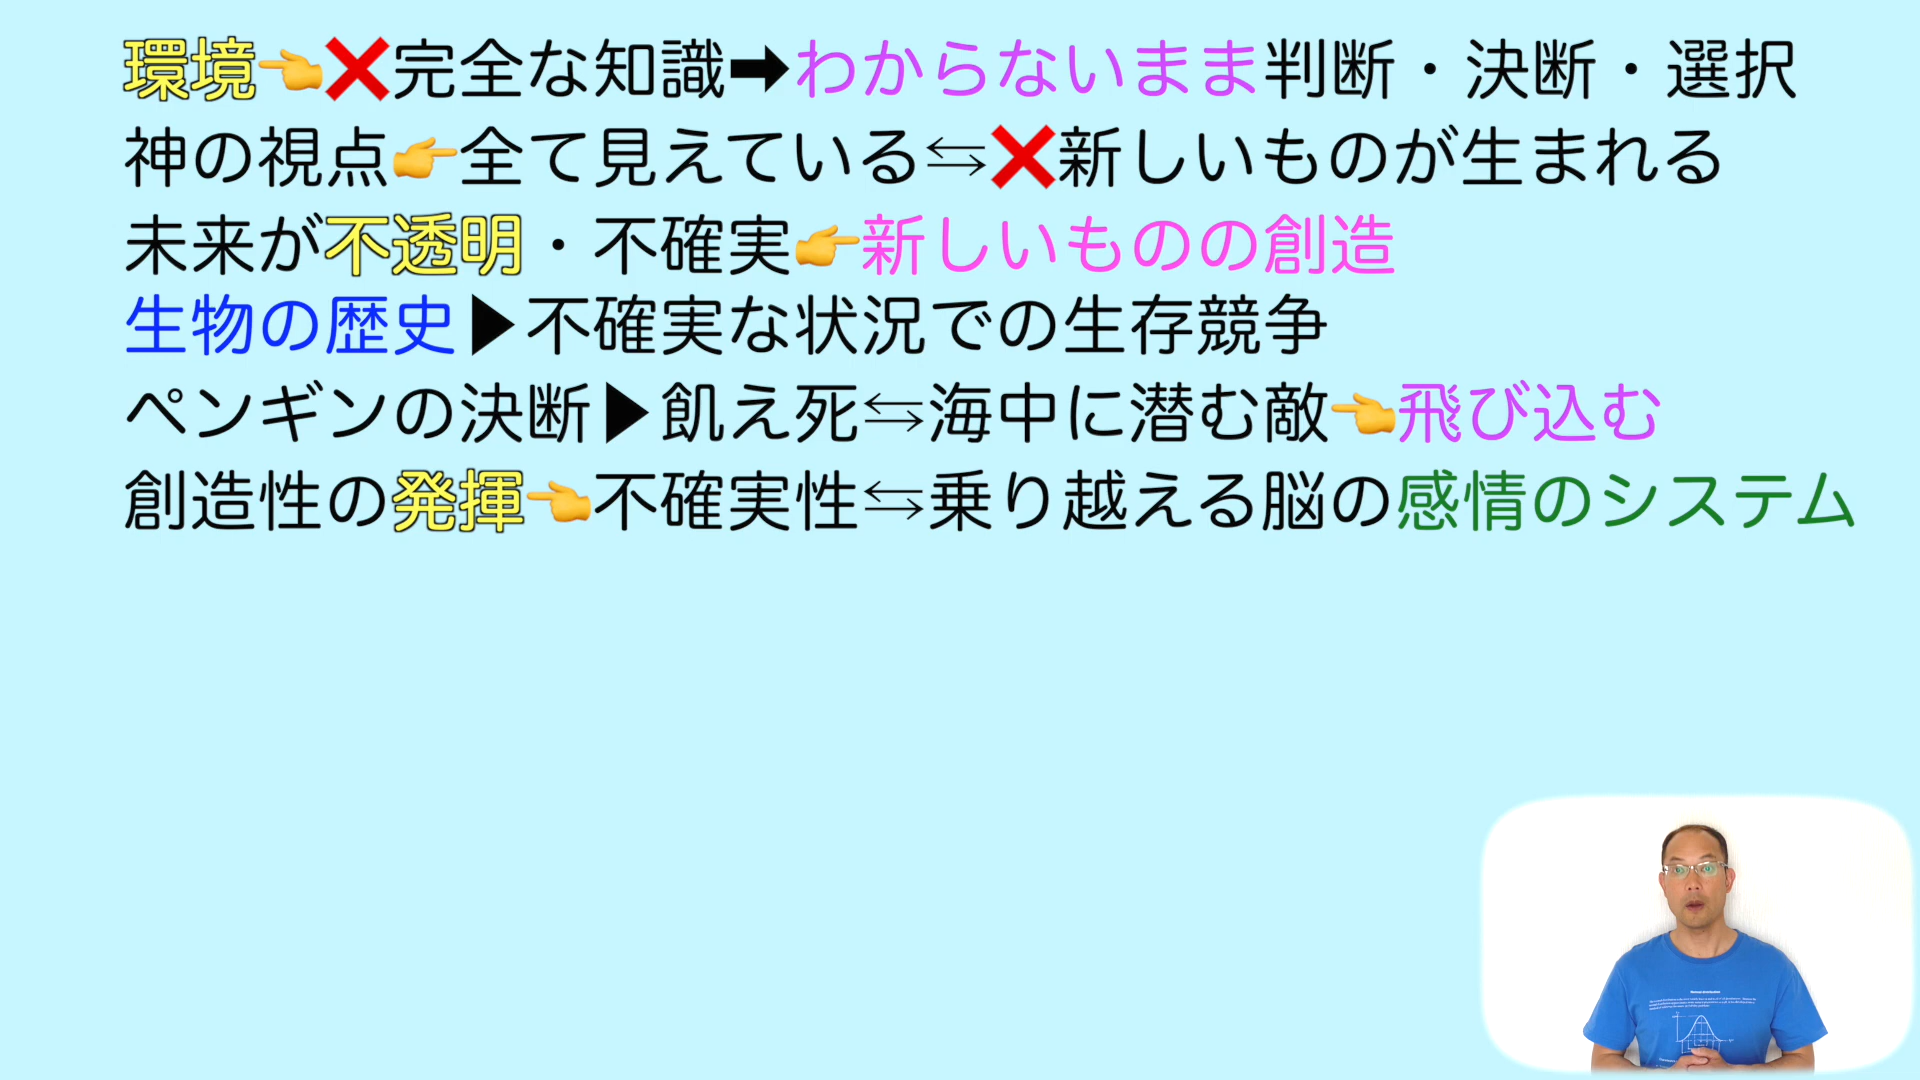 環境👈❌完全な知識➡わからないまま判断・決断・選択
神の視点👉全て見えている⇆❌新しいものが生まれる
未来が不透明・不確実👉新しいものの創造
生物の歴史▶不確実な状況での生存競争
ペンギンの決断▶飢え死⇆海中に潜む敵👈飛び込む
創造性の発揮👈不確実性⇆乗り越える脳の感情のシステム